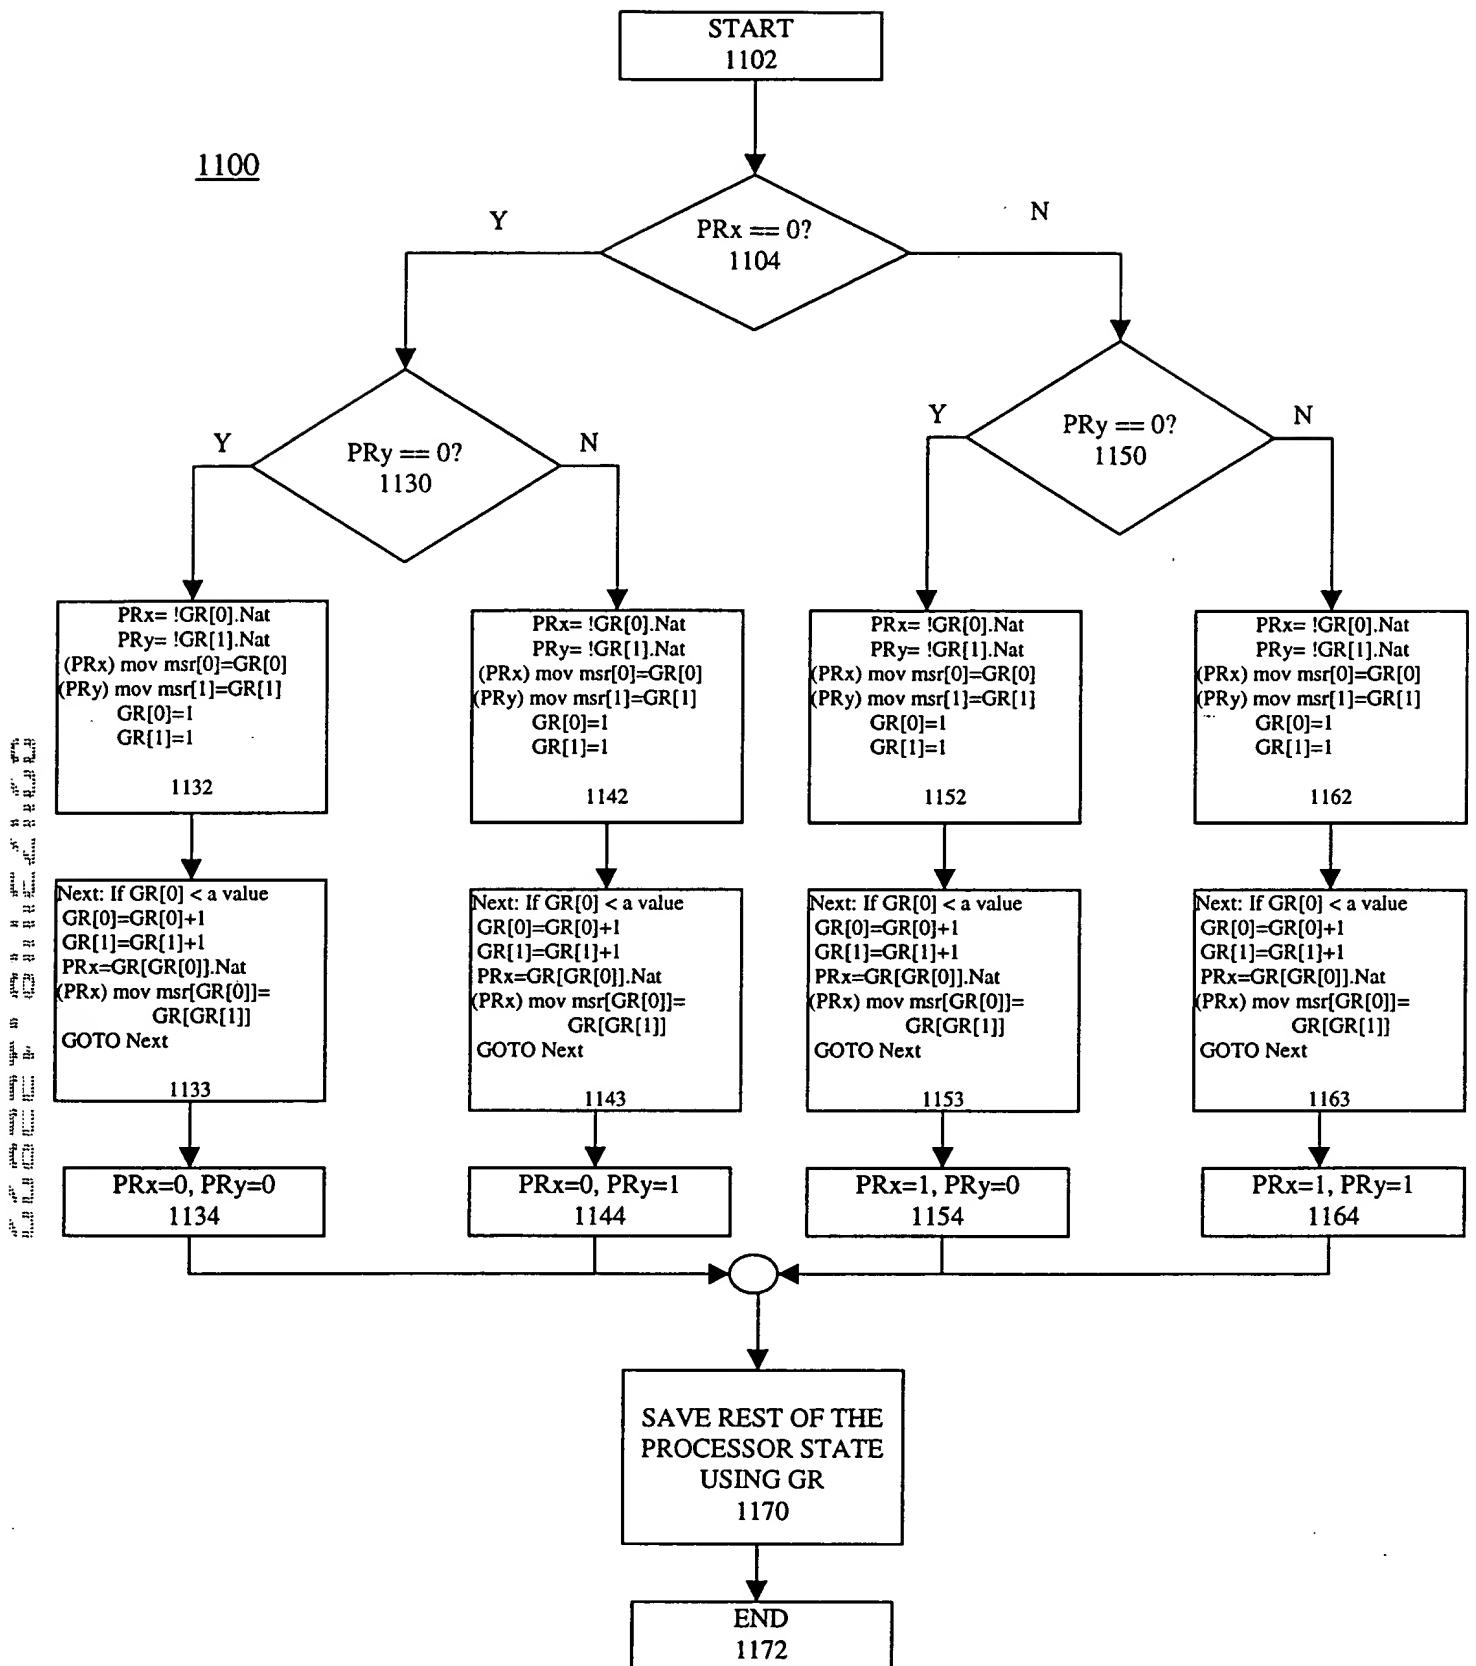 START
1102
1100
Y
N
PRx == 0?
1104
Y
PRy == 0?
1130
N
Y
PRy == 0?
1150
N
PRx= !GR[0].Nat
PRy= !GR[1].Nat
(PRx) mov msr[0]=GR[0]
(PRy) mov msr[1]=GR[1]
GR[0]=1
GR[1]=1
1132
PRx= !GR[0].Nat
PRy= !GR[1].Nat
(PRx) mov msr[0]=GR[0]
(PRy) mov msr[1]=GR[1]
GR[0]=1
GR[1]=1
1142
PRx= !GR[0].Nat
PRy= !GR[1].Nat
(PRx) mov msr[0]=GR[0]
(PRy) mov msr[1]=GR[1]
GR[0]=1
GR[1]=1
1152
PRx= !GR[0].Nat
PRy= !GR[1].Nat
(PRx) mov msr[0]=GR[0]
(PRy) mov msr[1]=GR[1]
GR[0]=1
GR[1]=1
1162
Next: If GR[0] < a value
GR[0]=GR[0]+1
GR[1]=GR[1]+1
PRx=GR[GR[0]].Nat
(PRx) mov msr[GR[0]]=
GR[GR[1]]
GOTO Next
1133
Next: If GR[0] < a value
GR[0]=GR[0]+1
GR[1]=GR[1]+1
PRx=GR[GR[0]].Nat
(PRx) mov msr[GR[0]]=
GR[GR[1]]
GOTO Next
1143
Next: If GR[0] < a value
GR[0]=GR[0]+1
GR[1]=GR[1]+1
PRx=GR[GR[0]].Nat
(PRx) mov msr[GR[0]]=
GR[GR[1]]
GOTO Next
1153
Next: If GR[0] < a value
GR[0]=GR[0]+1
GR[1]=GR[1]+1
PRx=GR[GR[0]].Nat
(PRx) mov msr[GR[0]]=
GR[GR[1]]
GOTO Next
1163
PRx=0, PRy=0
1134
PRx=0, PRy=1
1144
PRx=1, PRy=0
1154
PRx=1, PRy=1
1164
SAVE REST OF THE
PROCESSOR STATE
USING GR
1170
END
1172